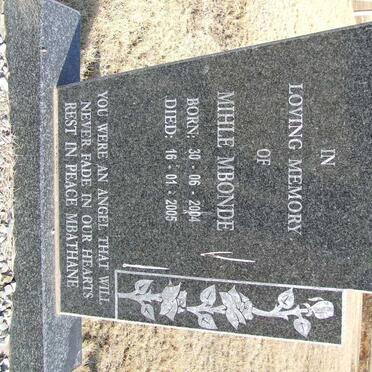 IN
LOVING MEMORY
OF
MIHLE MBONDE
BORN: 30 - 06 - 2004
DIED: 16 - 01 - 2005
YOU WERE AN ANGEL THAT WILL
NEVER FADE IN OUR HEARTS
REST IN PEACE MBATHANE